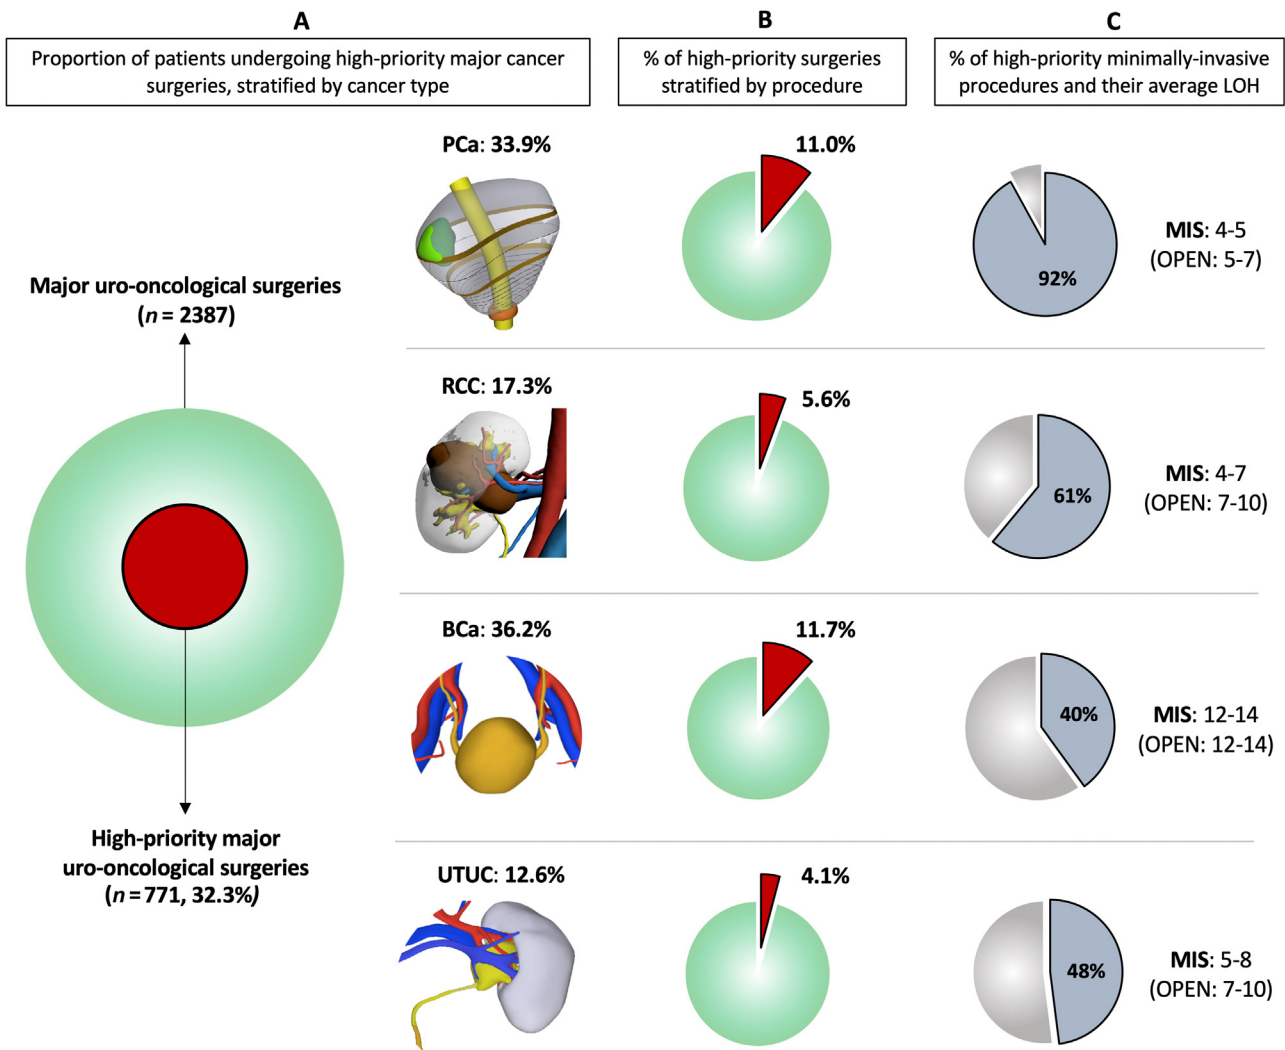 A
Proportion of patients undergoing high-priority major cancer
surgeries, stratified by cancer type
B
% of high-priority surgeries
stratified by procedure
C
% of high-priority minimally-invasive
procedures and their average LOH
Major uro-oncological surgeries
(n = 2387)
High-priority major
uro-oncological surgeries
(n = 771, 32.3%)
PCa: 33.9%
11.0%
92%
MIS: 4-5
(OPEN: 5-7)
RCC: 17.3%
5.6%
61%
MIS: 4-7
(OPEN: 7-10)
BCa: 36.2%
11.7%
40%
MIS: 12-14
(OPEN: 12-14)
UTUC: 12.6%
4.1%
48%
MIS: 5-8
(OPEN: 7-10)